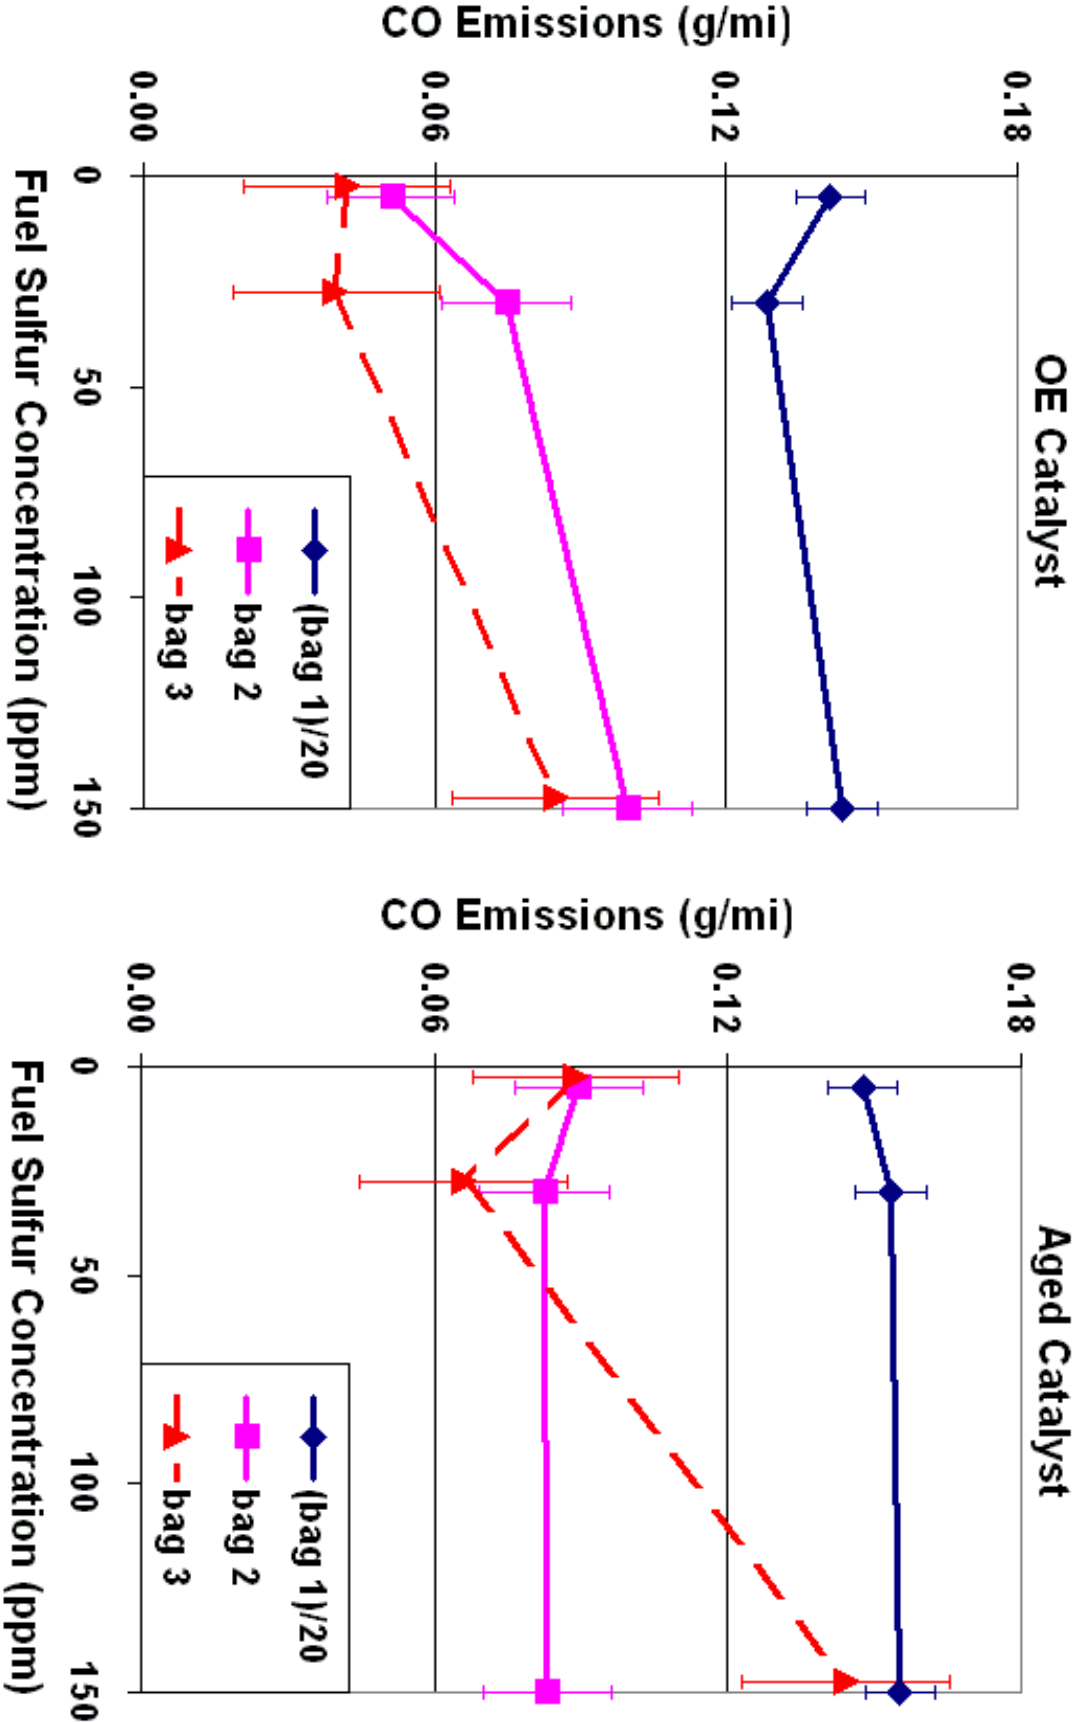 OE Catalyst
CO Emissions (g/mi)
0.18
0.12
0.06
0.00
0
50
100
150
Fuel Sulfur Concentration (ppm)
(bag 1)/20
bag 2
bag 3
Aged Catalyst
CO Emissions (g/mi)
0.18
0.12
0.06
0.00
0
50
100
150
Fuel Sulfur Concentration (ppm)
(bag 1)/20
bag 2
bag 3